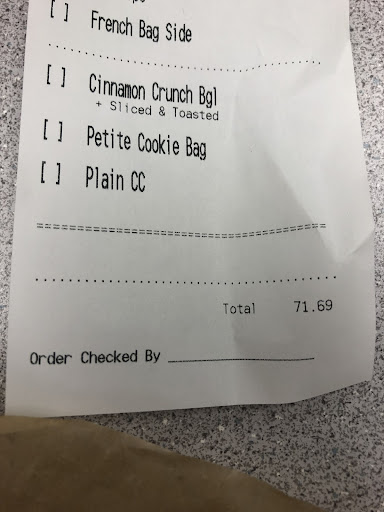 [ ] French Bag Side
[ ] Cinnamon Crunch Bgl
+ Sliced & Toasted
[ ] Petite Cookie Bag
[ ] Plain CC
Total 71.69
Order Checked By